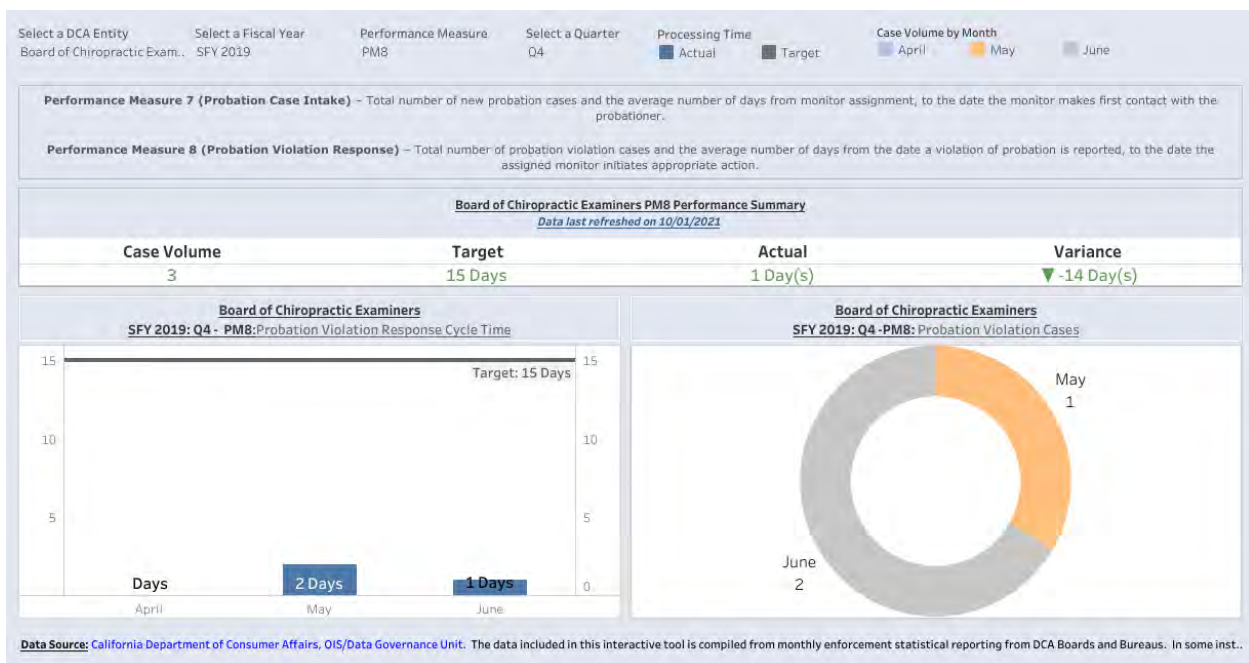 Select a DCA Entity Select a Fiscal Year Performance Measure Select a Quarter Processing Time Case Volume by Month
Board of Chiropractic Exam.. SFY 2019 PM8 Q4 Actual Target April May June
Performance Measure 7 (Probation Case Intake) – Total number of new probation cases and the average number of days from monitor assignment, to the date the monitor makes first contact with the
probationer.
Performance Measure 8 (Probation Violation Response) – Total number of probation violation cases and the average number of days from the date a violation of probation is reported, to the date the
assigned monitor initiates appropriate action.
Board of Chiropractic Examiners PM8 Performance Summary
Data last refreshed on 10/01/2021
Case Volume Target Actual Variance
3 15 Days 1 Day(s) ▼ -14 Day(s)
Board of Chiropractic Examiners
SFY 2019: Q4 - PM8:Probation Violation Response Cycle Time
15 15
Target: 15 Days
10 10
5 5
Days 2 Days 1 Days 0
April May June
Board of Chiropractic Examiners
SFY 2019: Q4 -PM8: Probation Violation Cases
May
1
June
2
Data Source: California Department of Consumer Affairs, OIS/Data Governance Unit. The data included in this interactive tool is compiled from monthly enforcement statistical reporting from DCA Boards and Bureaus. In some inst..